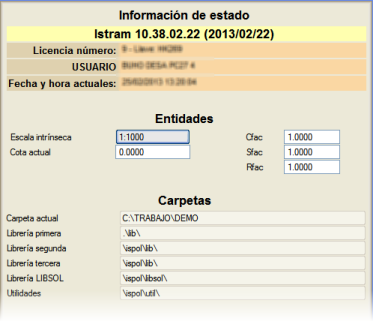 Información de estado
Istram 10.38.02.22 (2013/02/22)
Licencia número:
USUARIO
Fecha y hora actuales:
Entidades
Escala intrínseca 1:1000 Cfac 1.0000
Cota actual 0.0000 Sfac 1.0000
Rfac 1.0000
Carpetas
Carpeta actual C:\TRABAJO\DEMO
Librería primera .\lib\
Librería segunda \ispol\lib\
Librería tercera \ispol\lib\
Librería LIBSOL \ispol\libsol\
Utilidades \ispol\util\